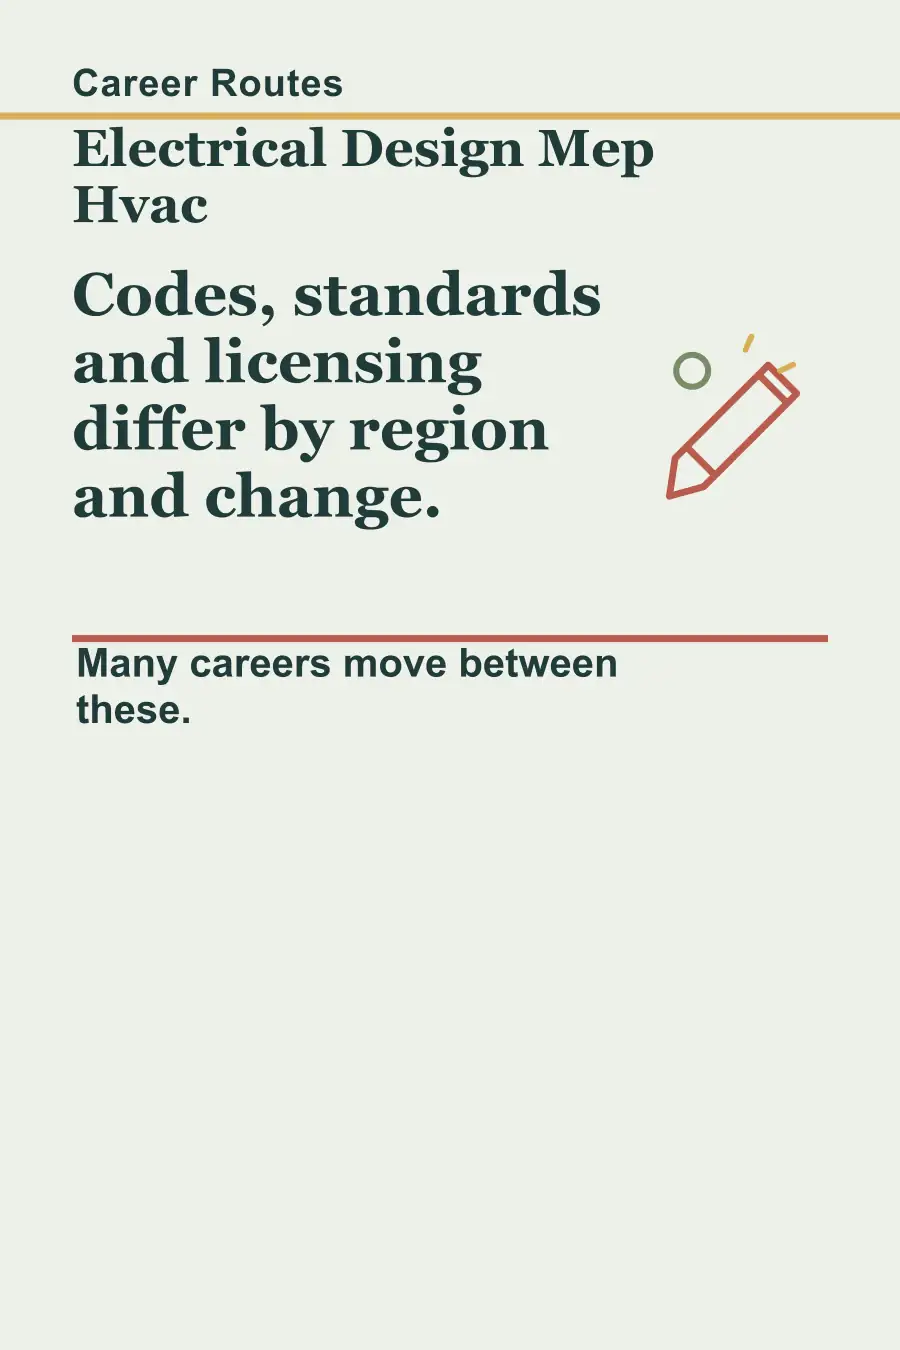 Career Routes
Electrical Design Mep
Hvac
Codes, standards
and licensing
differ by region
and change.
Many careers move between
these.